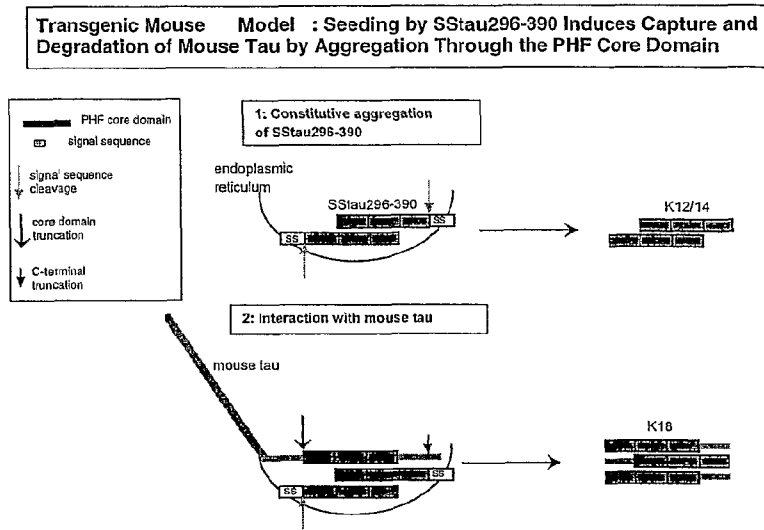 Transgenic Mouse Model : Seeding by SStau296-390 Induces Capture and
Degradation of Mouse Tau by Aggregation Through the PHF Core Domain
PHF core domain
SS signal sequence
signal sequence
cleavage
core domain
truncation
C-terminal
truncation
1: Constitutive aggregation
of SStau296-390
endoplasmic
reticulum
SStau296-390
SS
SS
K12/14
2: Interaction with mouse tau
mouse tau
SS
SS
K18